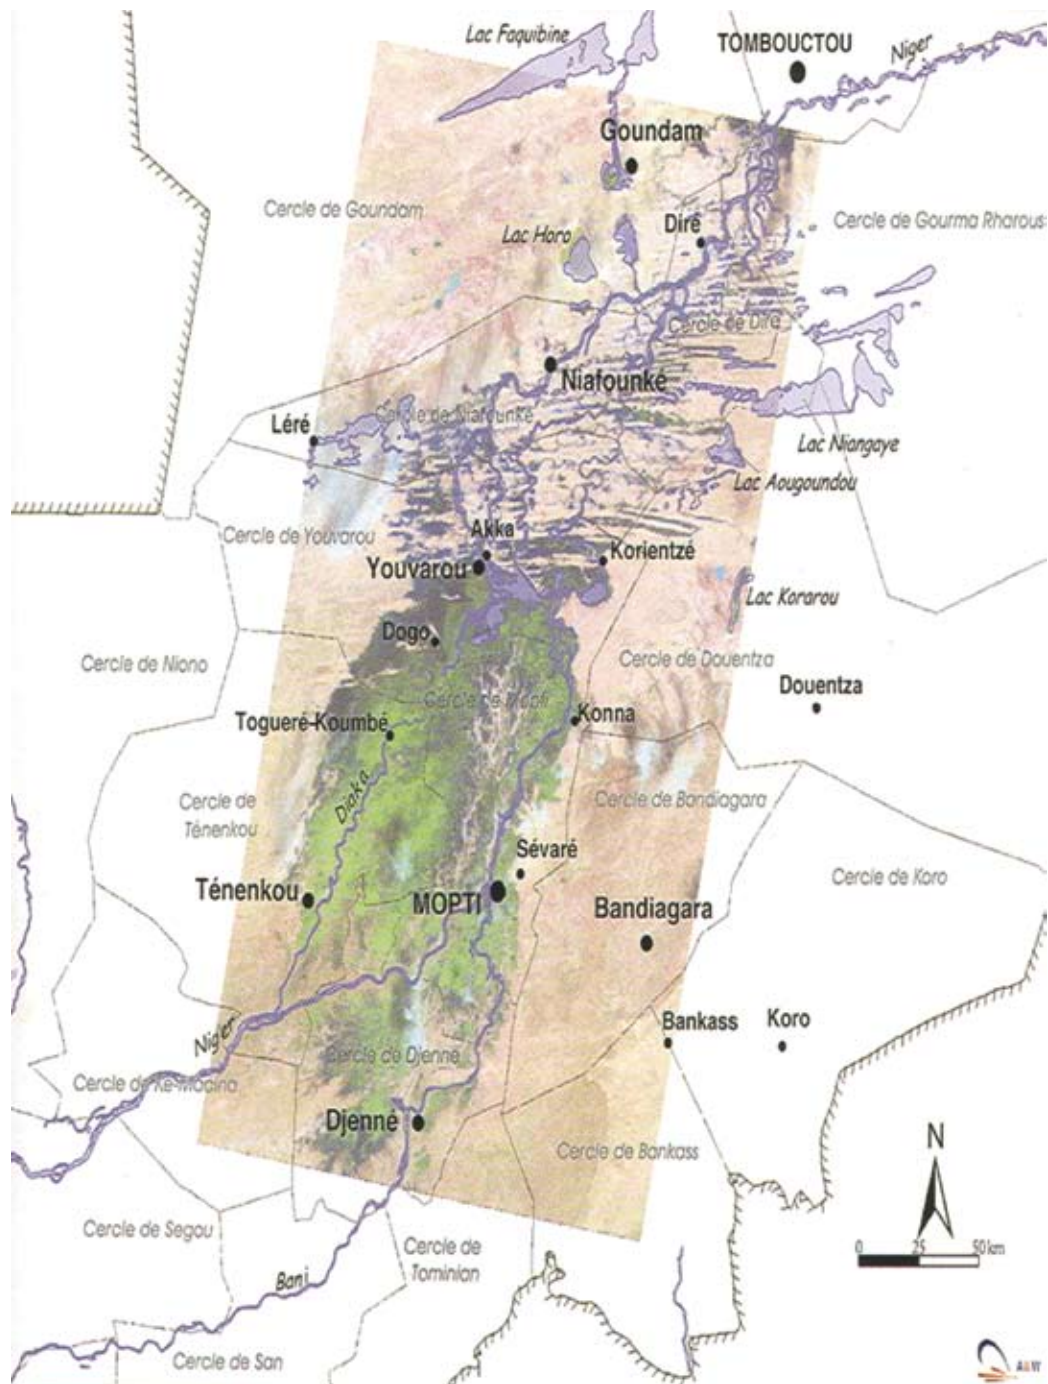 Lac Faquibine
TOMBOUCTOU
Niger
Goundam
Cercle de Goundam
Diré
Cercle de Gourma Rharous
Lac Horo
Cercle de Diré
Niafounké
Cercle de Niafounké
Léré
Lac Niangaye
Lac Aougoundou
Cercle de Youvarou
Akka
Korientzé
Youvarou
Lac Korarou
Dogo
Cercle de Niono
Cercle de Douentza
Douentza
Cercle de Mopti
Togueré-Koumbé
Konna
Diaka
Cercle de
Ténenkou
Cercle de Bandiagara
Sévaré
Cercle de Koro
Ténenkou
MOPTI
Bandiagara
Niger
Bankass
Koro
Cercle de Djenné
Cercle de Ke-Macina
Djenné
N
Cercle de Bankass
Cercle de Segou
Cercle de
Tominian
0 25 50 km
Bani
Cercle de San